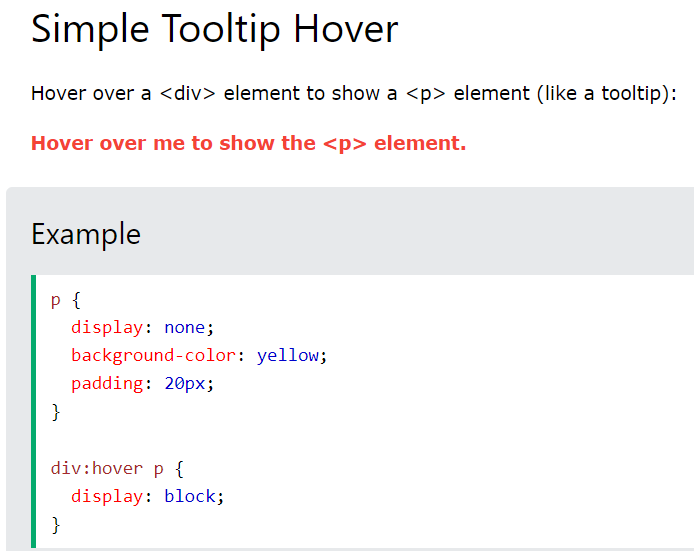 Simple Tooltip Hover
Hover over a <div> element to show a <p> element (like a tooltip):
Hover over me to show the <p> element.
Example
p {
  display: none;
  background-color: yellow;
  padding: 20px;
}

div:hover p {
  display: block;
}